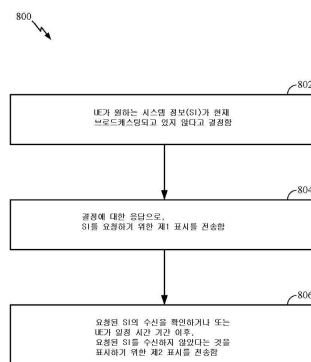 800
802
UE가 원하는 시스템 정보(SI)가 현재
브로드캐스팅되고 있지 않다고 결정함
804
결정에 대한 응답으로,
SI를 요청하기 위한 제1 표시를 전송함
806
요청된 SI의 수신을 확인하거나 또는
UE가 일정 시간 기간 이후,
요청된 SI를 수신하지 않았다는 것을
표시하기 위한 제2 표시를 전송함